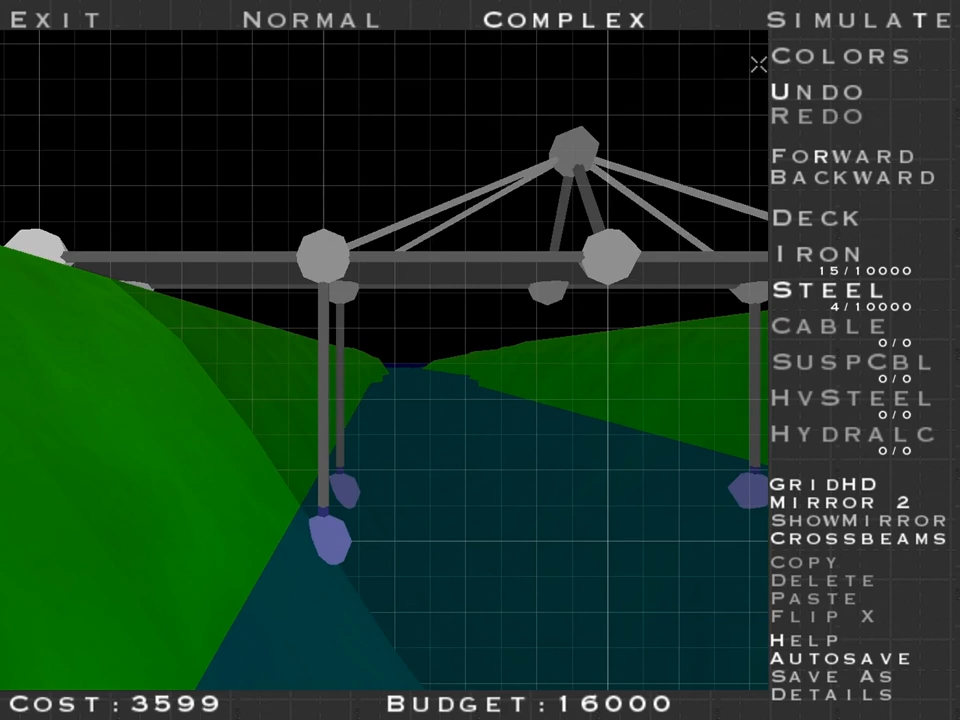 EXIT NORMAL COMPLEX SIMULATE
COLORS
UNDO
REDO
FORWARD
BACKWARD
DECK
IRON
15/10000
STEEL
4/10000
CABLE
0/0
SUSPCBL
0/0
HVSTEEL
0/0
HYDRALC
0/0
GRIDHD
MIRROR 2
SHOWMIRROR
CROSSBEAMS
COPY
DELETE
PASTE
FLIP X
HELP
AUTOSAVE
SAVE AS
DETAILS
COST:3599 BUDGET:16000